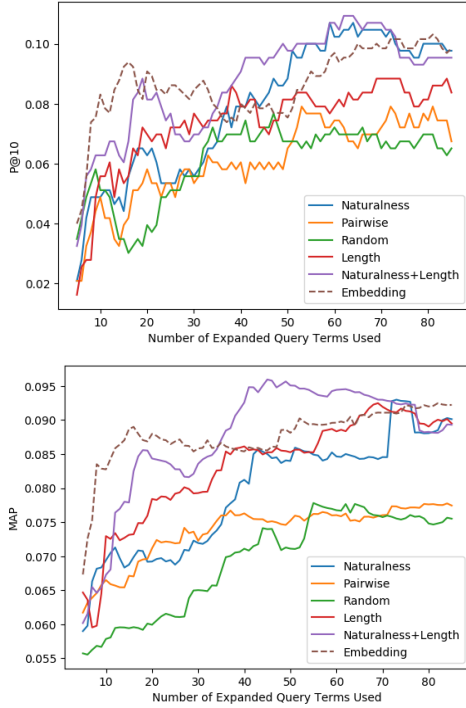 0.10
0.08
0.06
0.04
0.02
P@10
Naturalness
Pairwise
Random
Length
Naturalness+Length
Embedding
10 20 30 40 50 60 70 80
Number of Expanded Query Terms Used
0.095
0.090
0.085
0.080
0.075
0.070
0.065
0.060
0.055
MAP
Naturalness
Pairwise
Random
Length
Naturalness+Length
Embedding
10 20 30 40 50 60 70 80
Number of Expanded Query Terms Used